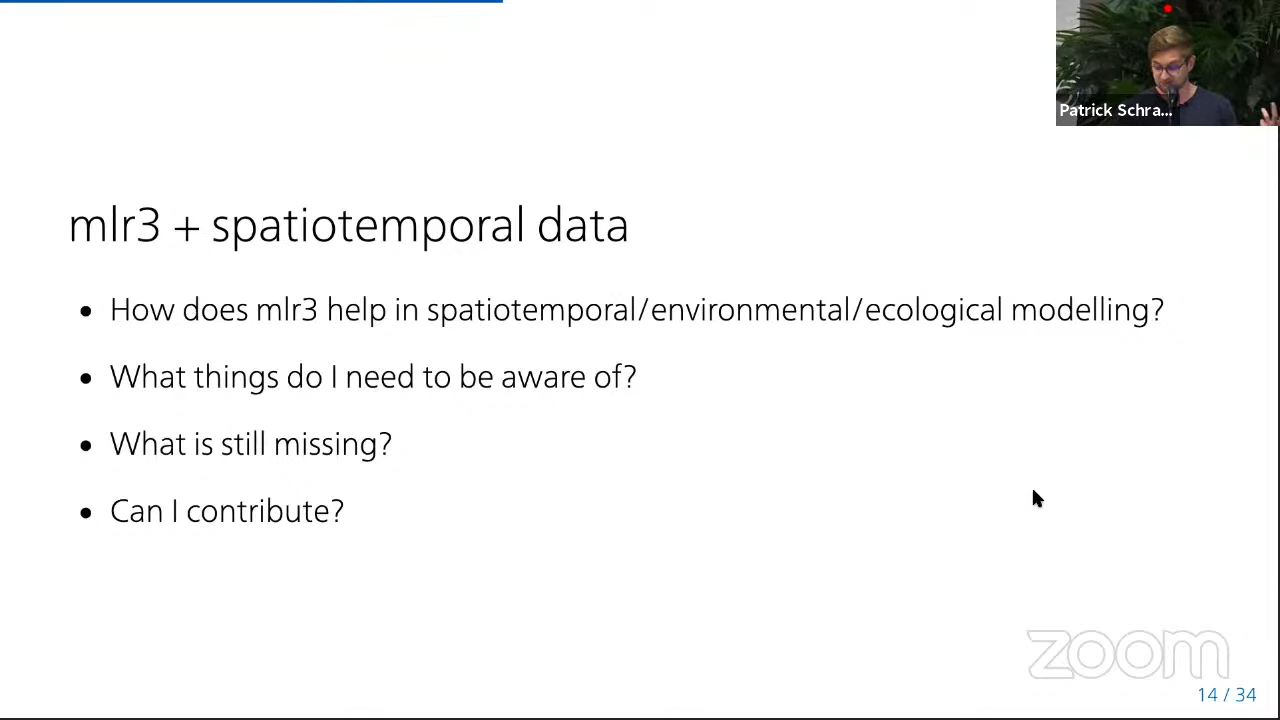 Patrick Schra...
mlr3 + spatiotemporal data
• How does mlr3 help in spatiotemporal/environmental/ecological modelling?
• What things do I need to be aware of?
• What is still missing?
• Can I contribute?
zoom
14 / 34